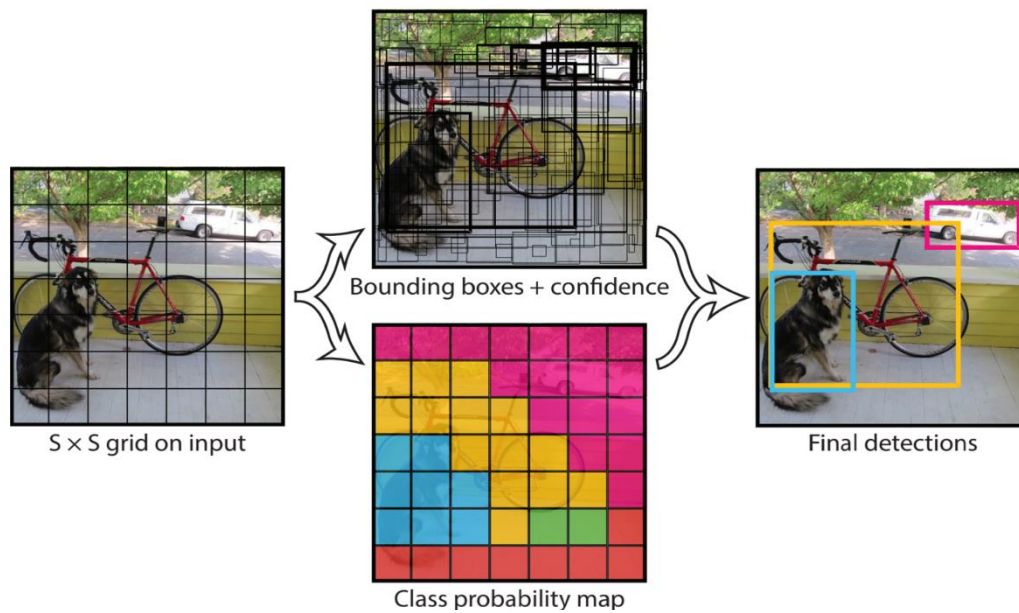 Bounding boxes + confidence
S × S grid on input
Final detections
Class probability map